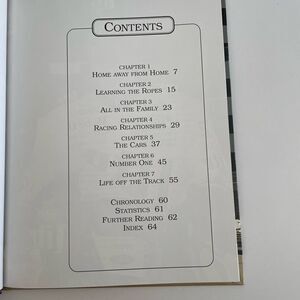 CONTENTS
CHAPTER 1
HOME AWAY FROM HOME 7
CHAPTER 2
LEARNING THE ROPES 15
CHAPTER 3
ALL IN THE FAMILY 23
CHAPTER 4
RACING RELATIONSHIPS 29
CHAPTER 5
THE CARS 37
CHAPTER 6
NUMBER ONE 45
CHAPTER 7
LIFE OFF THE TRACK 55
CHRONOLOGY 60
STATISTICS 61
FURTHER READING 62
INDEX 64